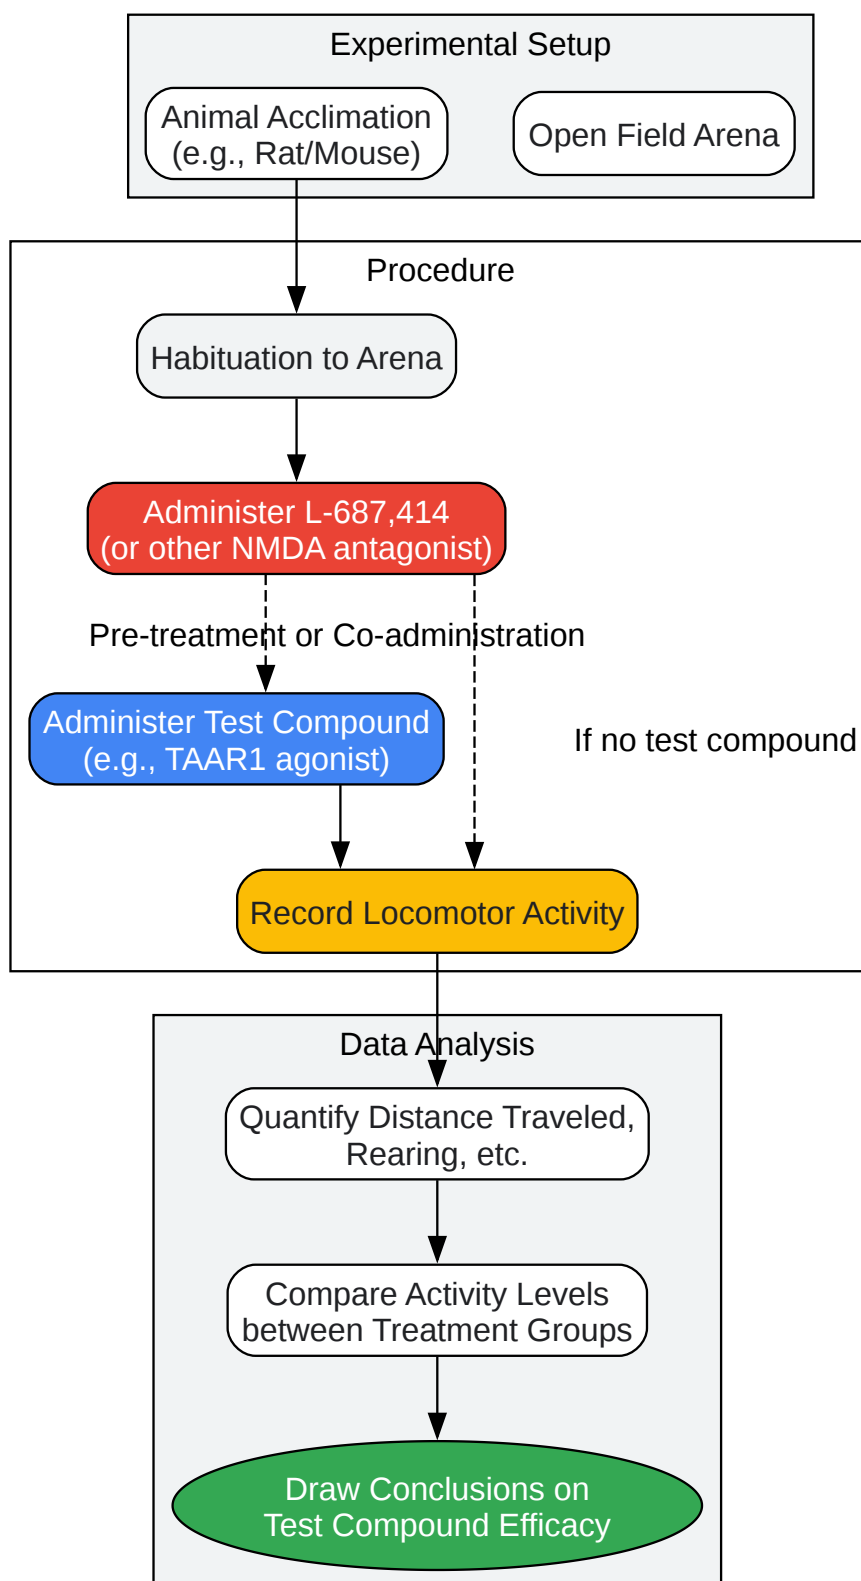 Experimental Setup
Animal Acclimation
(e.g., Rat/Mouse)
Open Field Arena
Procedure
Habituation to Arena
Administer L-687,414
(or other NMDA antagonist)
Pre-treatment or Co-administration
Administer Test Compound
(e.g., TAAR1 agonist)
If no test compound
Record Locomotor Activity
Data Analysis
Quantify Distance Traveled,
Rearing, etc.
Compare Activity Levels
between Treatment Groups
Draw Conclusions on
Test Compound Efficacy